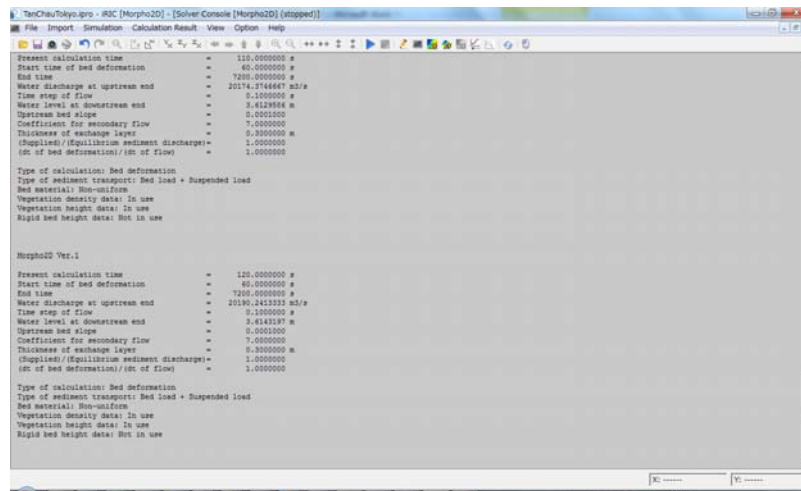 TanChauTokyo.ipro - iRIC [Morpho2D] - [Solver Console [Morpho2D] (stopped)]
File Import Simulation Calculation Result View Option Help
Present calculation time = 110.0000000 s
Start time of bed deformation = 60.0000000 s
End time = 7200.0000000 s
Water discharge at upstream end = 20174.3746667 m3/s
Time step of flow = 0.1000000 s
Water level at downstream end = 3.6129586 m
Upstream bed slope = 0.0001000
Coefficient for secondary flow = 7.0000000
Thickness of exchange layer = 0.3000000 m
(Supplied)/(Equilibrium sediment discharge)= 1.0000000
(dt of bed deformation)/(dt of flow) = 1.0000000
Type of calculation: Bed deformation
Type of sediment transport: Bed load + Suspended load
Bed material: Non-uniform
Vegetation density data: In use
Vegetation height data: In use
Rigid bed height data: Not in use
Morpho2D Ver.1
Present calculation time = 120.0000000 s
Start time of bed deformation = 60.0000000 s
End time = 7200.0000000 s
Water discharge at upstream end = 20190.2413333 m3/s
Time step of flow = 0.1000000 s
Water level at downstream end = 3.6143197 m
Upstream bed slope = 0.0001000
Coefficient for secondary flow = 7.0000000
Thickness of exchange layer = 0.3000000 m
(Supplied)/(Equilibrium sediment discharge)= 1.0000000
(dt of bed deformation)/(dt of flow) = 1.0000000
Type of calculation: Bed deformation
Type of sediment transport: Bed load + Suspended load
Bed material: Non-uniform
Vegetation density data: In use
Vegetation height data: In use
Rigid bed height data: Not in use
X: ------ Y: ------